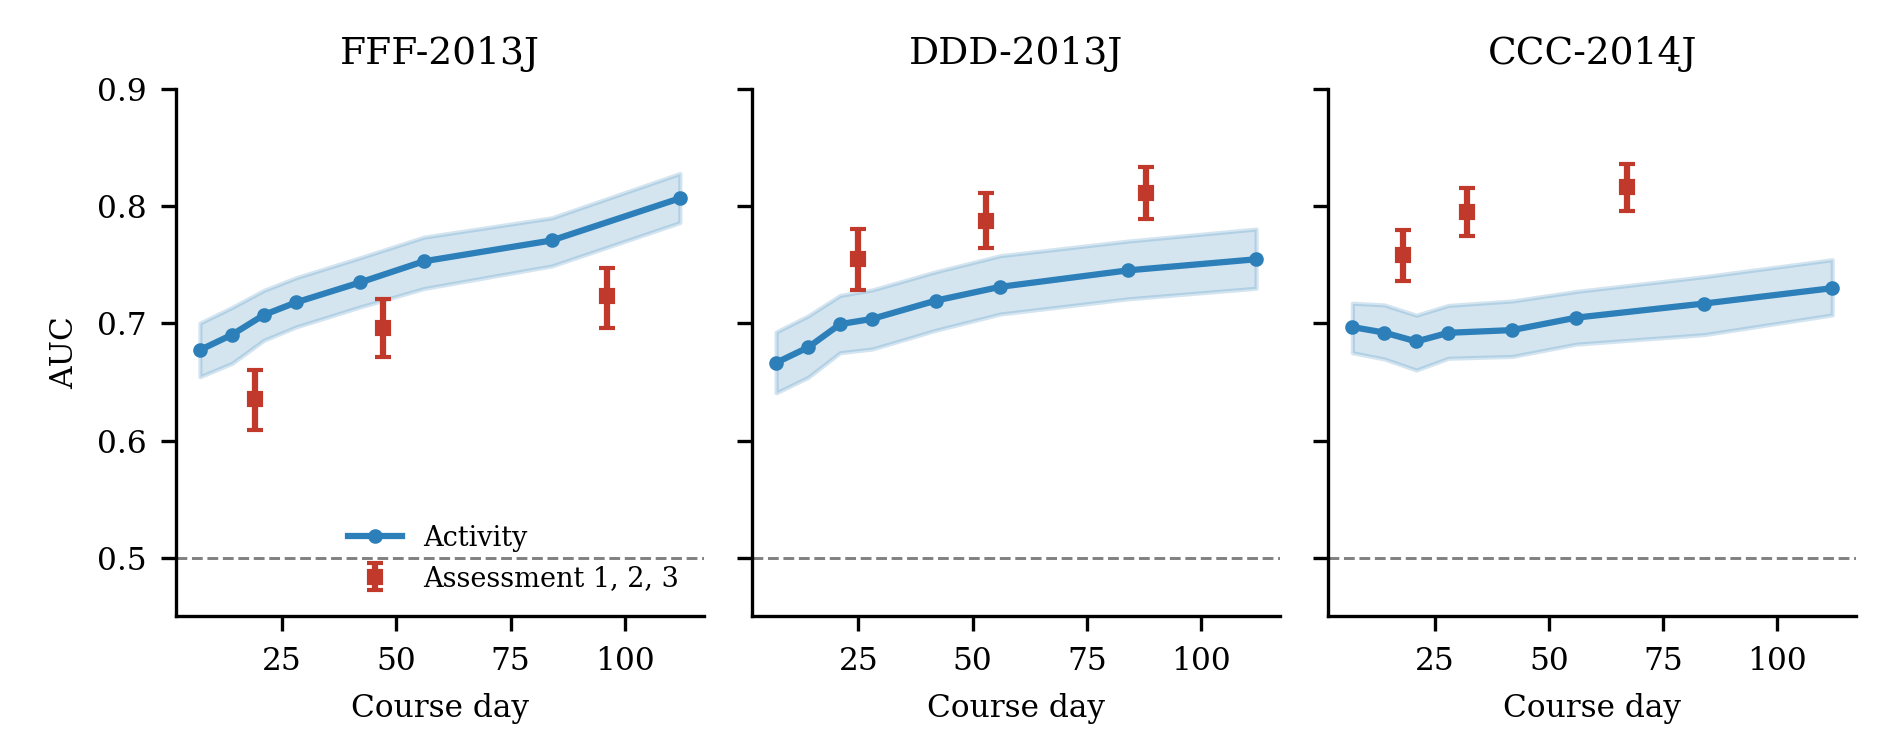 FFF-2013J
DDD-2013J
CCC-2014J
AUC
0.9
0.8
0.7
0.6
0.5
Activity
Assessment 1, 2, 3
25 50 75 100
25 50 75 100
25 50 75 100
Course day
Course day
Course day